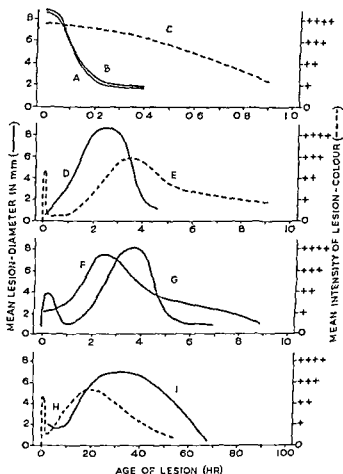 8
6
4
2
0
A
B
C
++++
+++
++
+
0
0 0·2 0·4 0·6 0·8 1·0
8
6
4
2
0
D
E
++++
+++
++
+
0
0 2 4 6 8 10
8
6
4
2
0
F
G
++++
+++
++
+
0
0 2 4 6 8 10
8
6
4
2
0
H
I
++++
+++
++
+
0
0 20 40 60 80 100
AGE OF LESION (HR)
MEAN LESION-DIAMETER IN mm (——)
MEAN INTENSITY OF LESION-COLOUR (----)